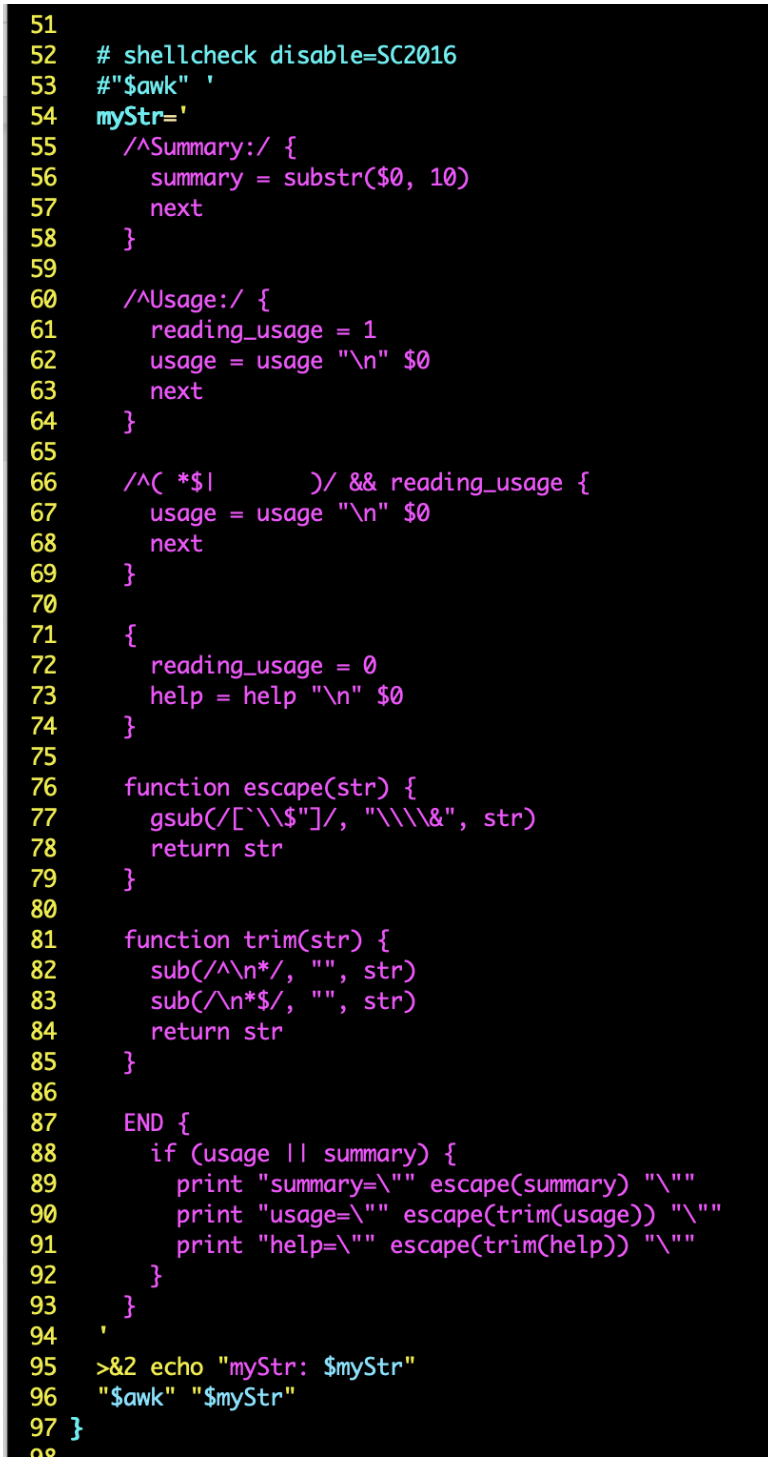 51
52   # shellcheck disable=SC2016
53   #"$awk" '
54   myStr='
55     /^Summary:/ {
56       summary = substr($0, 10)
57       next
58     }
59
60     /^Usage:/ {
61       reading_usage = 1
62       usage = usage "\n" $0
63       next
64     }
65
66     /^( *$|       )/ && reading_usage {
67       usage = usage "\n" $0
68       next
69     }
70
71     {
72       reading_usage = 0
73       help = help "\n" $0
74     }
75
76     function escape(str) {
77       gsub(/[`\\$"]/, "\\\\&", str)
78       return str
79     }
80
81     function trim(str) {
82       sub(/^\n*/, "", str)
83       sub(/\n*$/, "", str)
84       return str
85     }
86
87     END {
88       if (usage || summary) {
89         print "summary=\"" escape(summary) "\""
90         print "usage=\"" escape(trim(usage)) "\""
91         print "help=\"" escape(trim(help)) "\""
92       }
93     }
94   '
95   >&2 echo "myStr: $myStr"
96   "$awk" "$myStr"
97 }
98